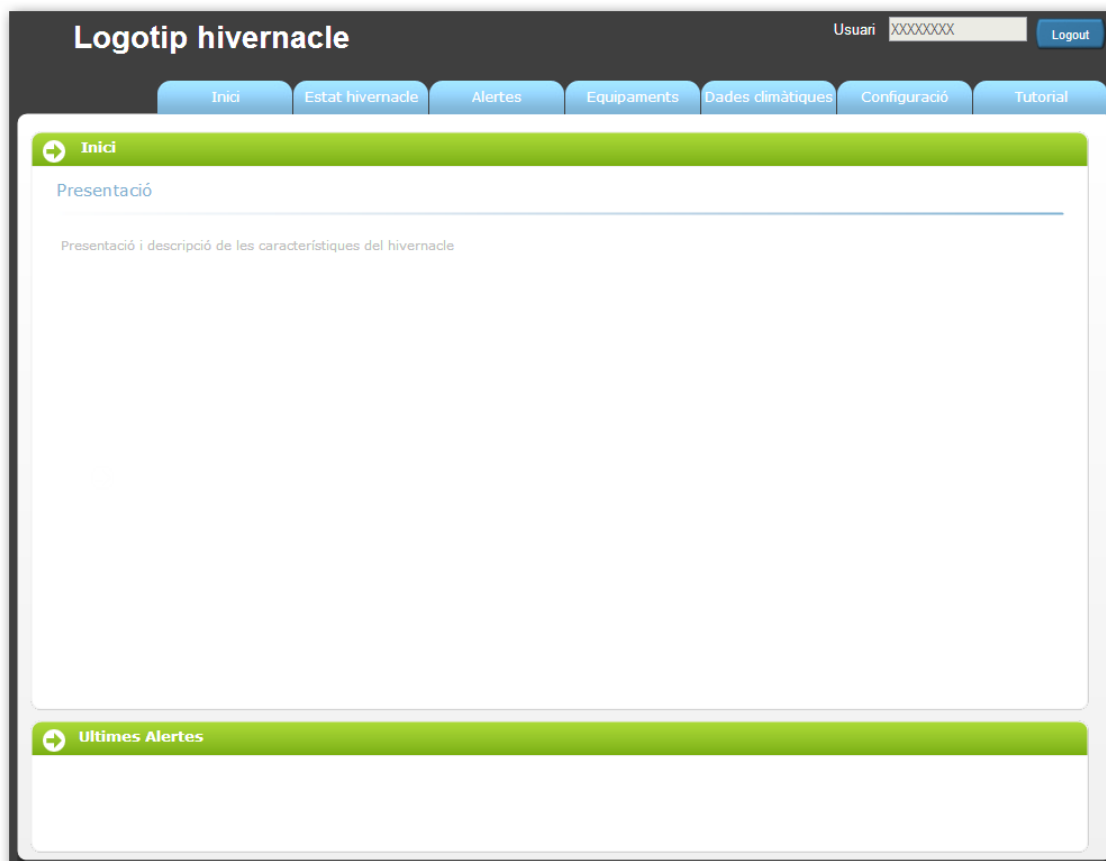 Logotip hivernacle
Usuari XXXXXXXX Logout
Inici Estat hivernacle Alertes Equipaments Dades climàtiques Configuració Tutorial
Inici
Presentació
Presentació i descripció de les característiques del hivernacle
Ultimes Alertes